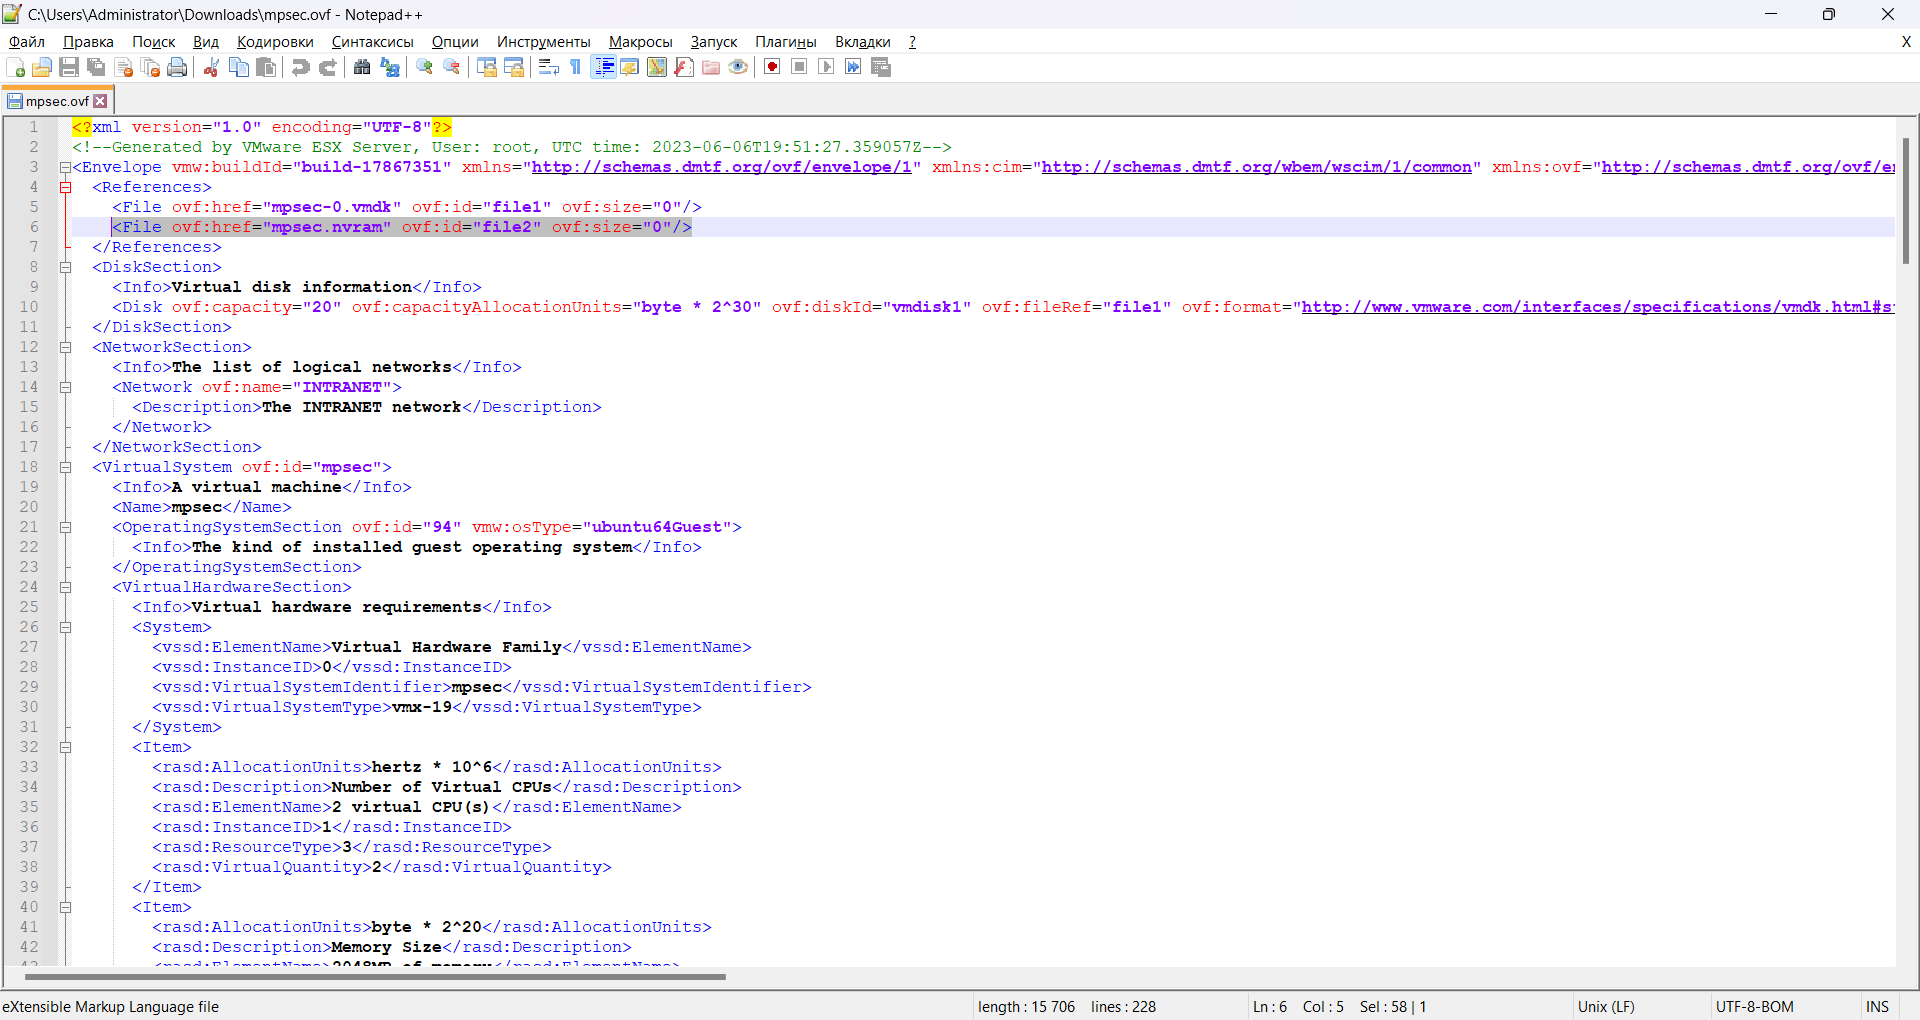 C:\Users\Administrator\Downloads\mpsec.ovf - Notepad++
Файл Правка Поиск Вид Кодировки Синтаксисы Опции Инструменты Макросы Запуск Плагины Вкладки ? X
mpsec.ovf
1 <?xml version="1.0" encoding="UTF-8"?>
2 <!--Generated by VMware ESX Server, User: root, UTC time: 2023-06-06T19:51:27.359057Z-->
3 <Envelope vmw:buildId="build-17867351" xmlns="http://schemas.dmtf.org/ovf/envelope/1" xmlns:cim="http://schemas.dmtf.org/wbem/wscim/1/common" xmlns:ovf="http://schemas.dmtf.org/ovf/e
4 <References>
5 <File ovf:href="mpsec-0.vmdk" ovf:id="file1" ovf:size="0"/>
6 <File ovf:href="mpsec.nvram" ovf:id="file2" ovf:size="0"/>
7 </References>
8 <DiskSection>
9 <Info>Virtual disk information</Info>
10 <Disk ovf:capacity="20" ovf:capacityAllocationUnits="byte * 2^30" ovf:diskId="vmdisk1" ovf:fileRef="file1" ovf:format="http://www.vmware.com/interfaces/specifications/vmdk.html#s
11 </DiskSection>
12 <NetworkSection>
13 <Info>The list of logical networks</Info>
14 <Network ovf:name="INTRANET">
15 <Description>The INTRANET network</Description>
16 </Network>
17 </NetworkSection>
18 <VirtualSystem ovf:id="mpsec">
19 <Info>A virtual machine</Info>
20 <Name>mpsec</Name>
21 <OperatingSystemSection ovf:id="94" vmw:osType="ubuntu64Guest">
22 <Info>The kind of installed guest operating system</Info>
23 </OperatingSystemSection>
24 <VirtualHardwareSection>
25 <Info>Virtual hardware requirements</Info>
26 <System>
27 <vssd:ElementName>Virtual Hardware Family</vssd:ElementName>
28 <vssd:InstanceID>0</vssd:InstanceID>
29 <vssd:VirtualSystemIdentifier>mpsec</vssd:VirtualSystemIdentifier>
30 <vssd:VirtualSystemType>vmx-19</vssd:VirtualSystemType>
31 </System>
32 <Item>
33 <rasd:AllocationUnits>hertz * 10^6</rasd:AllocationUnits>
34 <rasd:Description>Number of Virtual CPUs</rasd:Description>
35 <rasd:ElementName>2 virtual CPU(s)</rasd:ElementName>
36 <rasd:InstanceID>1</rasd:InstanceID>
37 <rasd:ResourceType>3</rasd:ResourceType>
38 <rasd:VirtualQuantity>2</rasd:VirtualQuantity>
39 </Item>
40 <Item>
41 <rasd:AllocationUnits>byte * 2^20</rasd:AllocationUnits>
42 <rasd:Description>Memory Size</rasd:Description>
43 <rasd:ElementName>2048MB of memory</rasd:ElementName>
eXtensible Markup Language file length : 15 706 lines : 228 Ln : 6 Col : 5 Sel : 58 | 1 Unix (LF) UTF-8-BOM INS